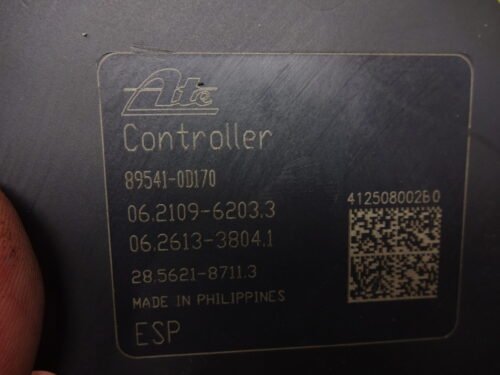 Ate
Controller
89541-0D170
06.2109-6203.3
06.2613-3804.1
28.5621-8711.3
MADE IN PHILIPPINES
ESP
412508002B0